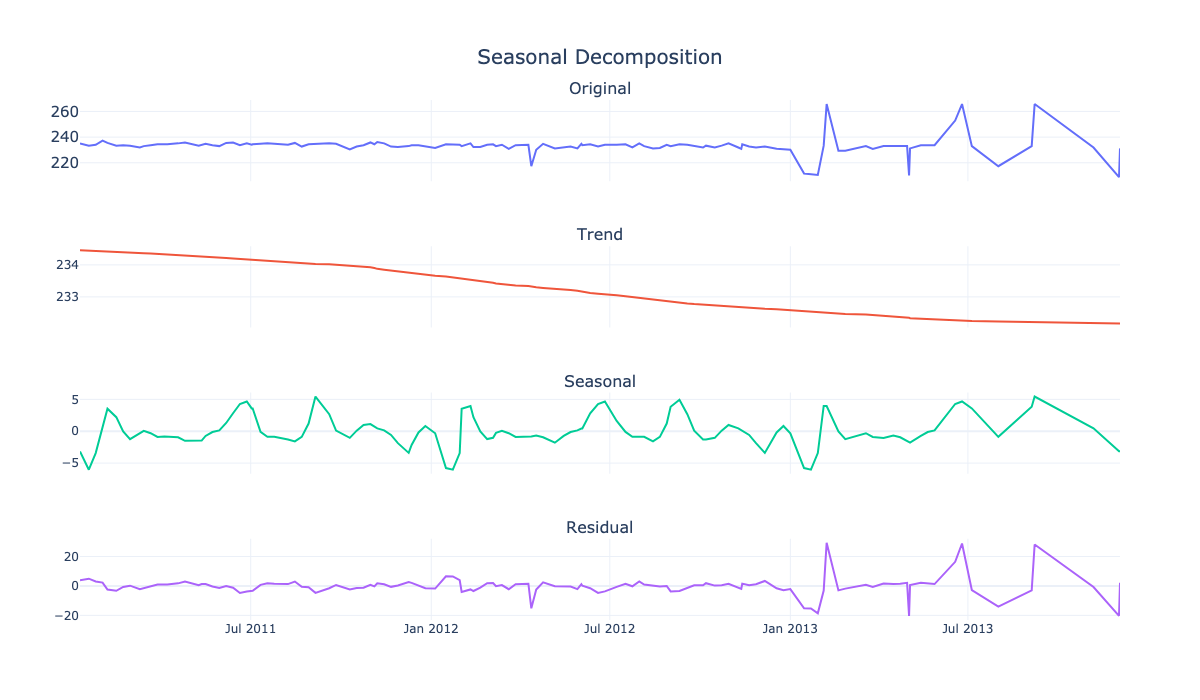 Seasonal Decomposition
Original
260
240
220
Trend
234
233
Seasonal
5
0
−5
Residual
20
0
−20
Jul 2011 Jan 2012 Jul 2012 Jan 2013 Jul 2013